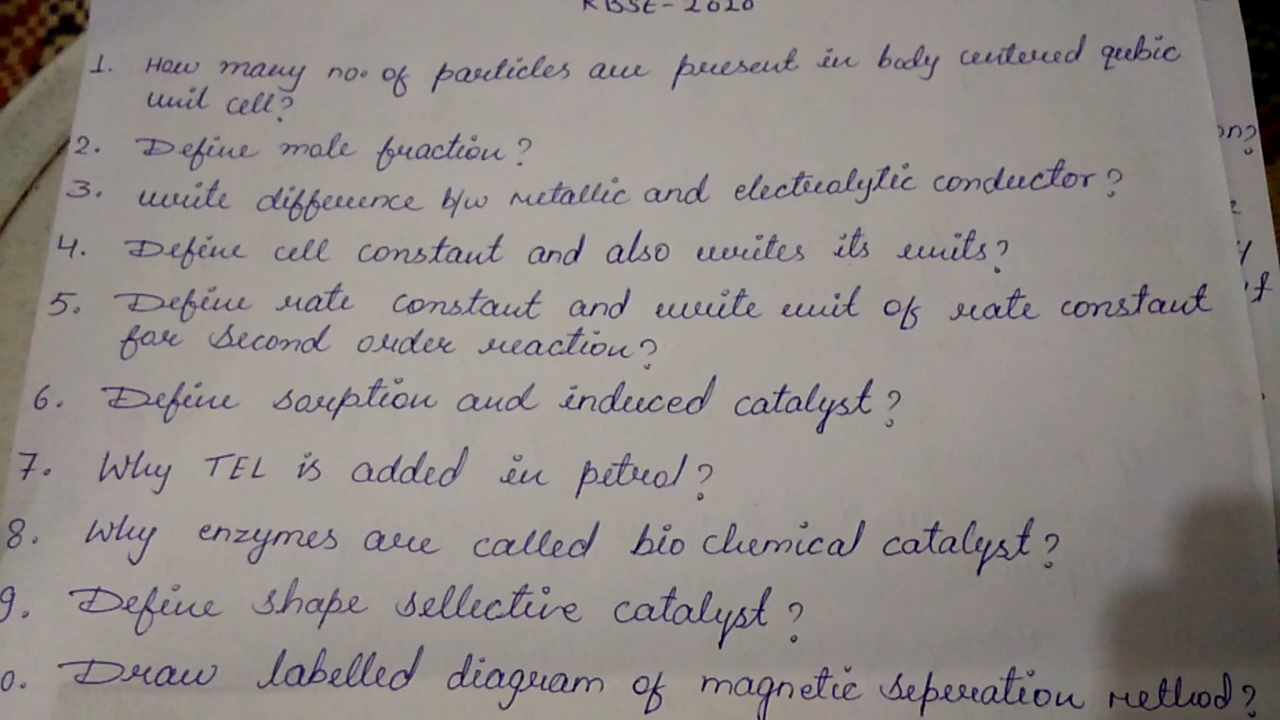 RBSE-2020
1. How many no. of particles are present in body centered qubic
unit cell?
2. Define mole fraction?
3. write difference b/w metallic and electrolytic conductor?
4. Define cell constant and also writes its units?
5. Define rate constant and write unit of rate constant
for second order reaction?
6. Define sorption and induced catalyst?
7. Why TEL is added in petrol?
8. Why enzymes are called bio chemical catalyst?
9. Define shape sellective catalyst?
0. Draw labelled diagram of magnetic seperation method?